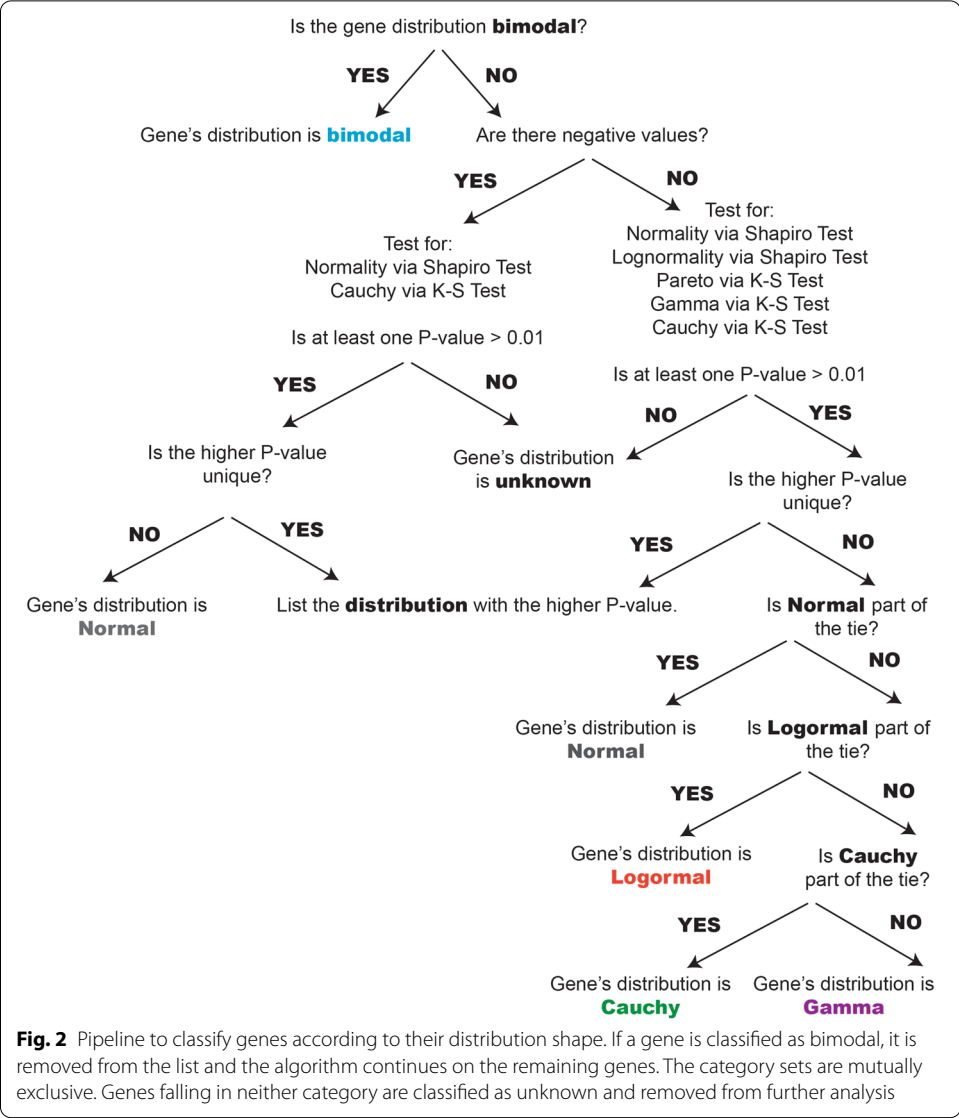 Is the gene distribution bimodal?
YES
NO
Gene's distribution is bimodal
Are there negative values?
YES
NO
Test for:
Normality via Shapiro Test
Cauchy via K-S Test
Test for:
Normality via Shapiro Test
Lognormality via Shapiro Test
Pareto via K-S Test
Gamma via K-S Test
Cauchy via K-S Test
Is at least one P-value > 0.01
YES
NO
Is at least one P-value > 0.01
NO
YES
Is the higher P-value
unique?
Gene's distribution
is unknown
Is the higher P-value
unique?
NO
YES
YES
NO
Gene's distribution is
Normal
List the distribution with the higher P-value.
Is Normal part of
the tie?
YES
NO
Gene's distribution is
Normal
Is Logormal part of
the tie?
YES
NO
Gene's distribution is
Logormal
Is Cauchy
part of the tie?
YES
NO
Gene's distribution is
Cauchy
Gene's distribution is
Gamma
Fig. 2 Pipeline to classify genes according to their distribution shape. If a gene is classified as bimodal, it is
removed from the list and the algorithm continues on the remaining genes. The category sets are mutually
exclusive. Genes falling in neither category are classified as unknown and removed from further analysis